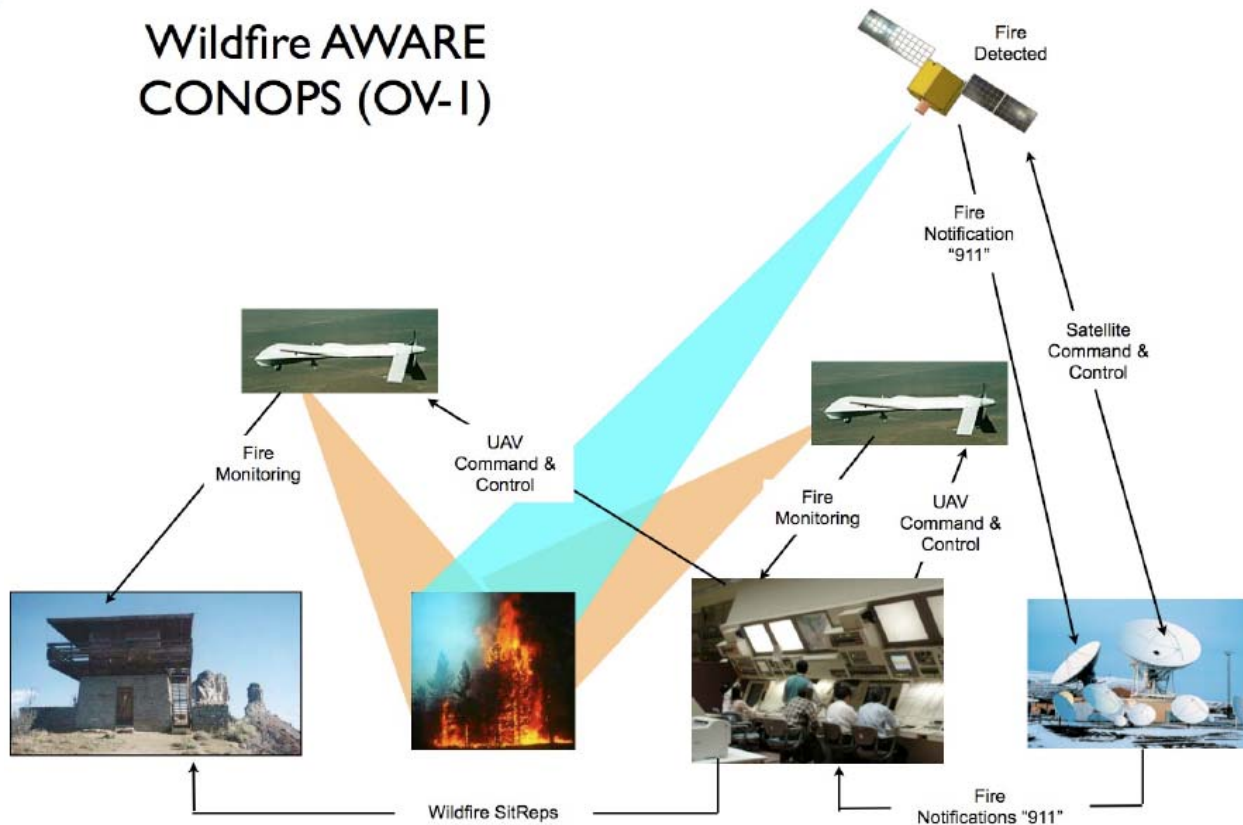 Wildfire AWARE
CONOPS (OV-1)
Fire
Detected
Fire
Notification
“911”
Satellite
Command &
Control
Fire
Monitoring
UAV
Command &
Control
Fire
Monitoring
UAV
Command &
Control
Wildfire SitReps
Fire
Notifications “911”